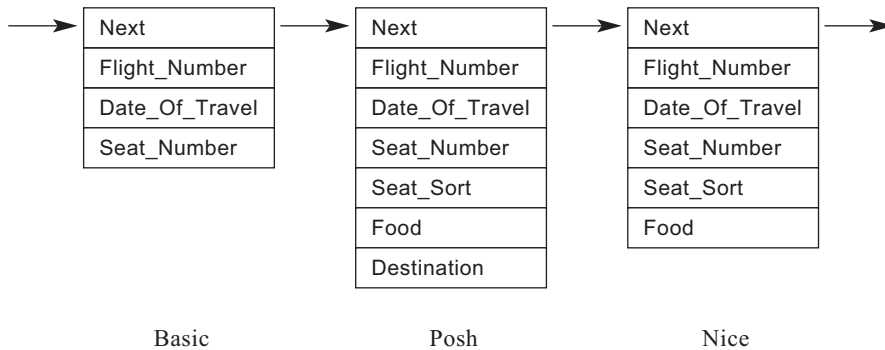 Next
Flight_Number
Date_Of_Travel
Seat_Number
Basic
Next
Flight_Number
Date_Of_Travel
Seat_Number
Seat_Sort
Food
Destination
Posh
Next
Flight_Number
Date_Of_Travel
Seat_Number
Seat_Sort
Food
Nice